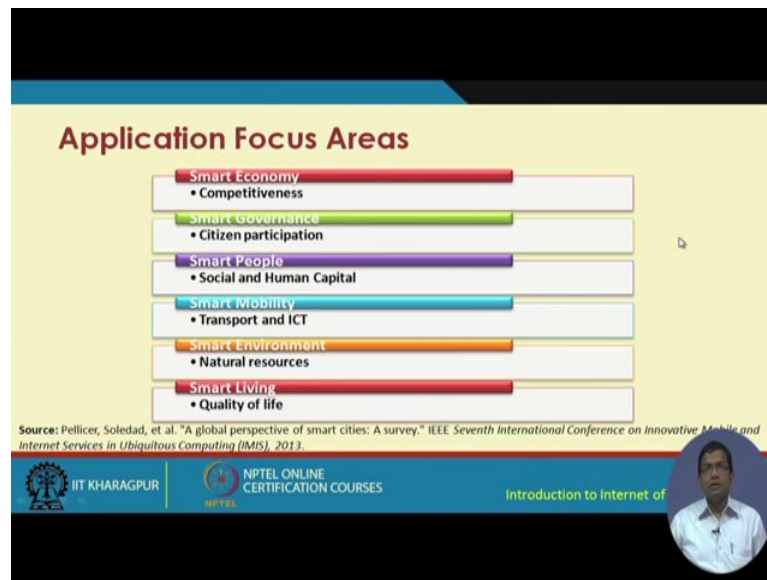 Application Focus Areas
Smart Economy
• Competitiveness
Smart Governance
• Citizen participation
Smart People
• Social and Human Capital
Smart Mobility
• Transport and ICT
Smart Environment
• Natural resources
Smart Living
• Quality of life
Source: Pellicer, Soledad, et al. "A global perspective of smart cities: A survey." IEEE Seventh International Conference on Innovative Mobile and
Internet Services in Ubiquitous Computing (IMIS), 2013.
IIT KHARAGPUR
NPTEL ONLINE
CERTIFICATION COURSES
NPTEL
Introduction to Internet of